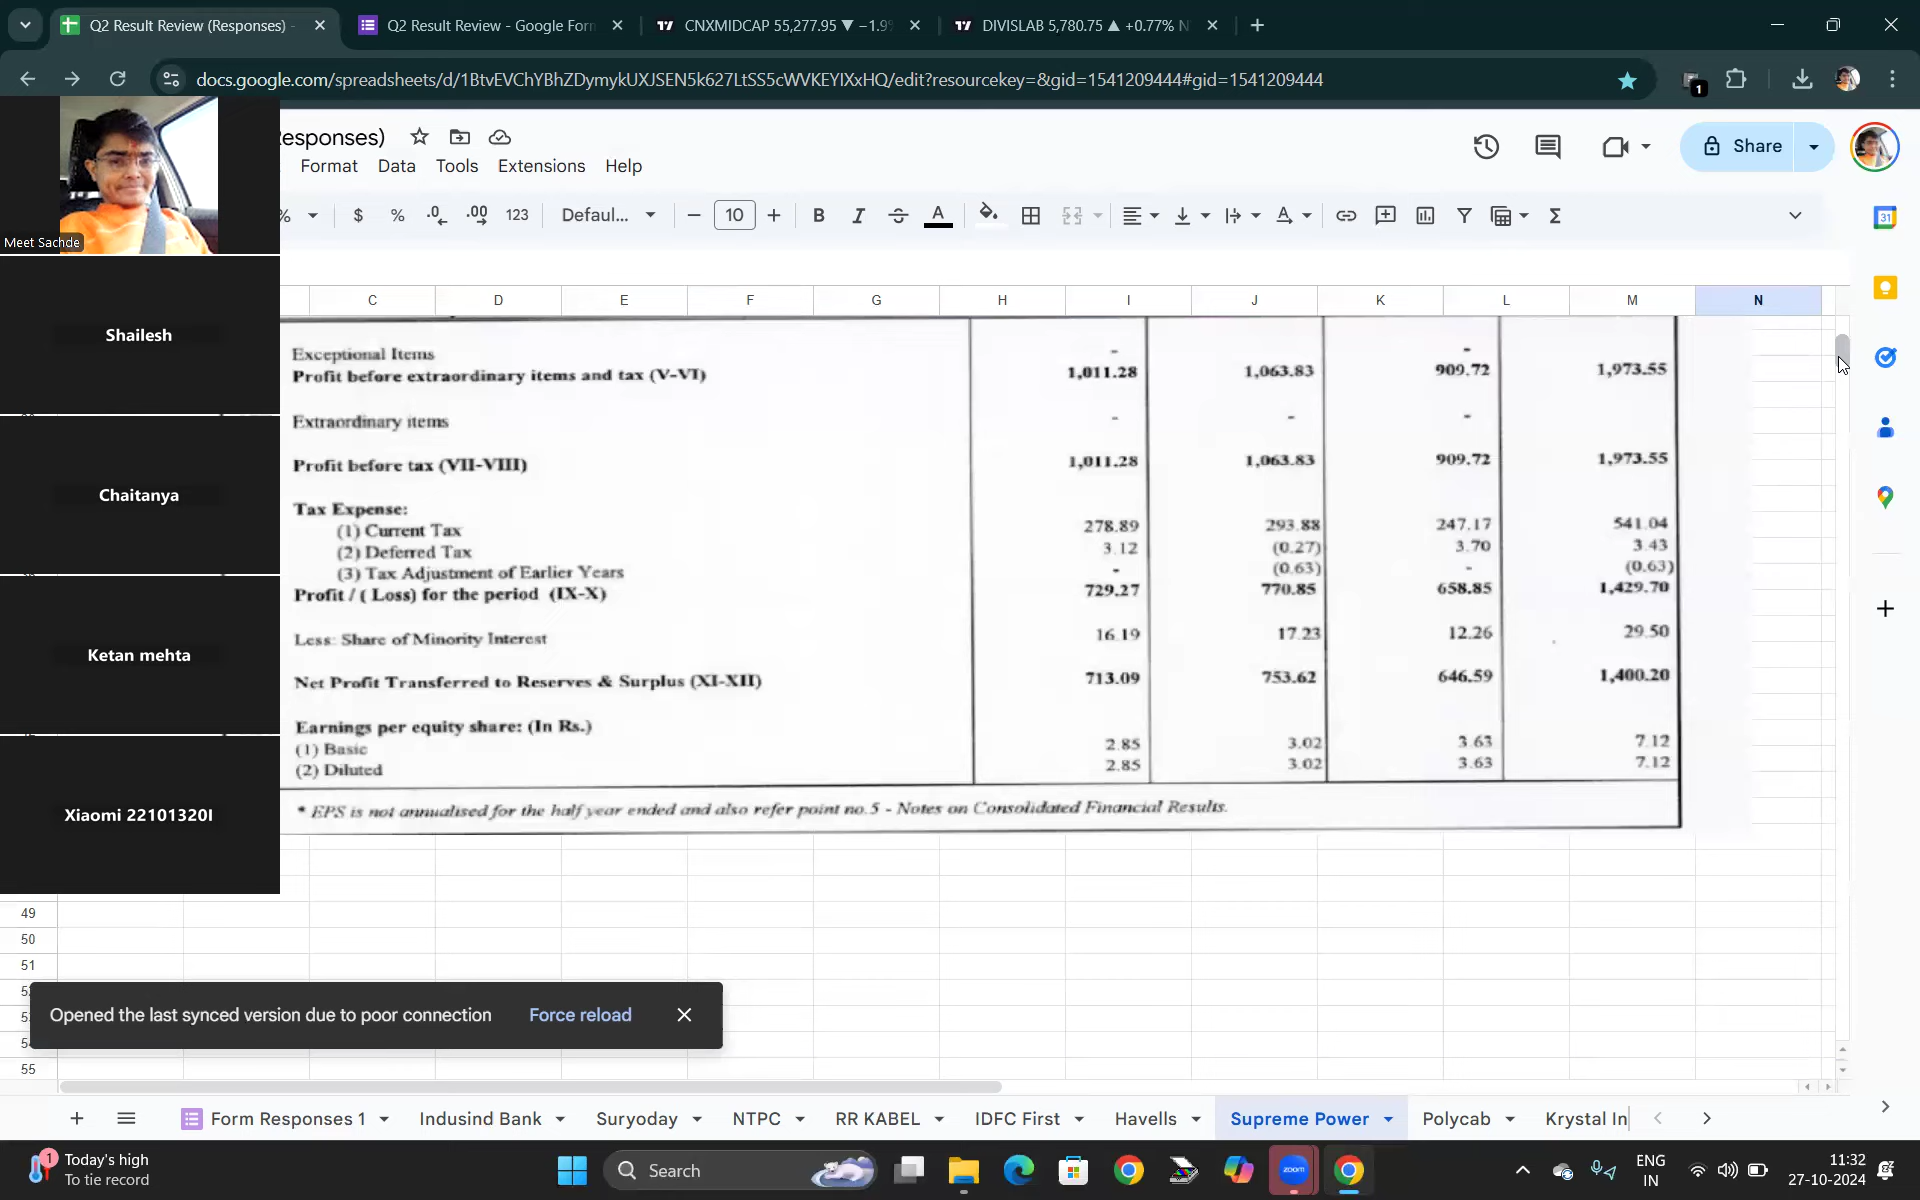 Q2 Result Review (Responses) -
Q2 Result Review - Google Form
CNXMIDCAP 55,277.95 ▼ −1.9%
DIVISLAB 5,780.75 ▲ +0.77% N
docs.google.com/spreadsheets/d/1BtvEVChYBhZDymykUXJSEN5k627LtSS5cWVKEYlXxHQ/edit?resourcekey=&gid=1541209444#gid=1541209444
1
esponses)
Share
Format Data Tools Extensions Help
% $ % .0 .00 123 Defaul... − 10 + B I A Σ
31
Meet Sachde
Shailesh
Chaitanya
Ketan mehta
Xiaomi 22101320I
C D E F G H I J K L M N
Exceptional Items - -
Profit before extraordinary items and tax (V-VI) 1,011.28 1,063.83 909.72 1,973.55
Extraordinary items - - -
Profit before tax (VII-VIII) 1,011.28 1,063.83 909.72 1,973.55
Tax Expense:
(1) Current Tax 278.89 293.88 247.17 541.04
(2) Deferred Tax 3.12 (0.27) 3.70 3.43
(3) Tax Adjustment of Earlier Years - (0.63) - (0.63)
Profit / ( Loss) for the period (IX-X) 729.27 770.85 658.85 1,429.70
Less: Share of Minority Interest 16.19 17.23 12.26 29.50
Net Profit Transferred to Reserves & Surplus (XI-XII) 713.09 753.62 646.59 1,400.20
Earnings per equity share: (In Rs.)
(1) Basic 2.85 3.02 3.63 7.12
(2) Diluted 2.85 3.02 3.63 7.12
* EPS is not annualised for the half year ended and also refer point no.5 - Notes on Consolidated Financial Results.
49
50
51
55
Opened the last synced version due to poor connection Force reload
Form Responses 1 Indusind Bank Suryoday NTPC RR KABEL IDFC First Havells Supreme Power Polycab Krystal In
1
Today's high
To tie record
Search
zoom
ENG
IN
11:32
27-10-2024